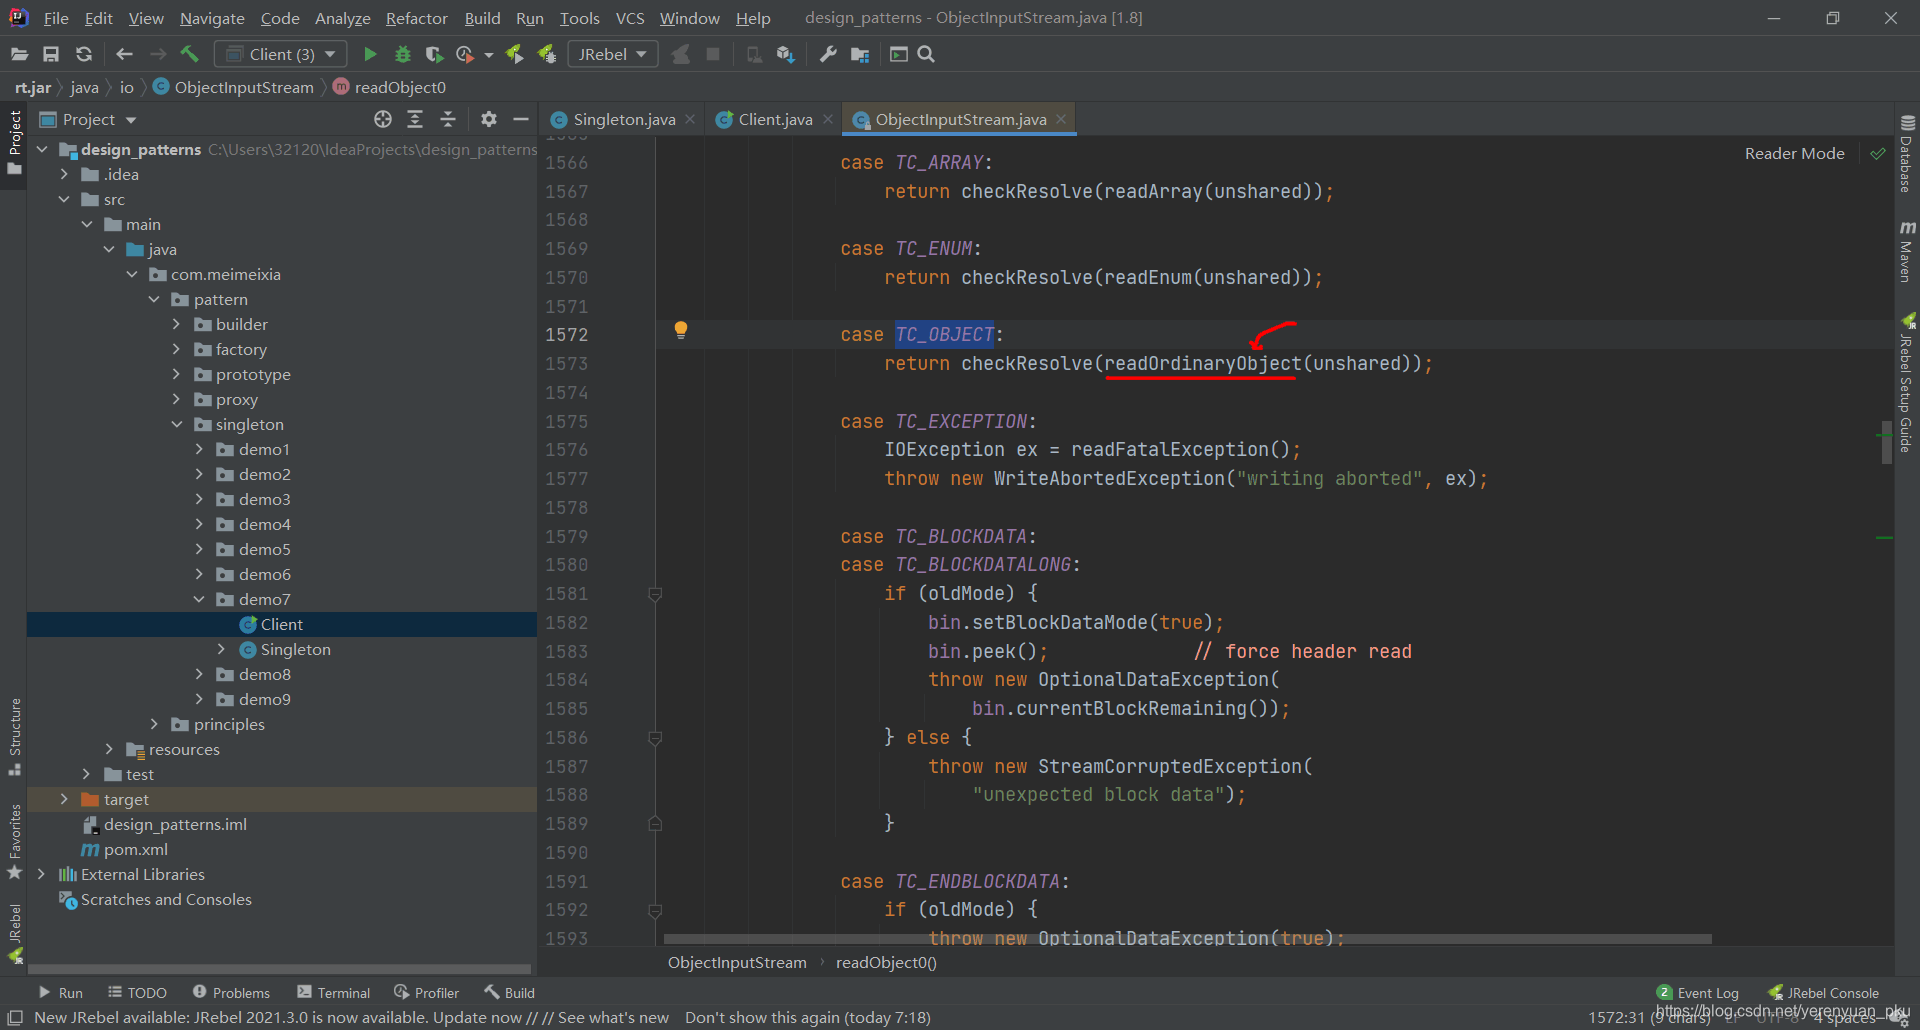 File Edit View Navigate Code Analyze Refactor Build Run Tools VCS Window Help design_patterns - ObjectInputStream.java [1.8]
Client (3) JRebel
rt.jar java io ObjectInputStream readObject0
Project
Singleton.java Client.java ObjectInputStream.java
Reader Mode
design_patterns C:\Users\32120\IdeaProjects\design_patterns
.idea
src
main
java
com.meimeixia
pattern
builder
factory
prototype
proxy
singleton
demo1
demo2
demo3
demo4
demo5
demo6
demo7
Client
Singleton
demo8
demo9
principles
resources
test
target
design_patterns.iml
pom.xml
External Libraries
Scratches and Consoles
Project
Structure
Favorites
JRebel
1566 case TC_ARRAY:
1567 return checkResolve(readArray(unshared));
1568
1569 case TC_ENUM:
1570 return checkResolve(readEnum(unshared));
1571
1572 case TC_OBJECT:
1573 return checkResolve(readOrdinaryObject(unshared));
1574
1575 case TC_EXCEPTION:
1576 IOException ex = readFatalException();
1577 throw new WriteAbortedException("writing aborted", ex);
1578
1579 case TC_BLOCKDATA:
1580 case TC_BLOCKDATALONG:
1581 if (oldMode) {
1582 bin.setBlockDataMode(true);
1583 bin.peek(); // force header read
1584 throw new OptionalDataException(
1585 bin.currentBlockRemaining());
1586 } else {
1587 throw new StreamCorruptedException(
1588 "unexpected block data");
1589 }
1590
1591 case TC_ENDBLOCKDATA:
1592 if (oldMode) {
1593 throw new OptionalDataException(true);
Database
Maven
JRebel Setup Guide
ObjectInputStream readObject0()
Run TODO Problems Terminal Profiler Build 2 Event Log JRebel Console
New JRebel available: JRebel 2021.3.0 is now available. Update now // // See what's new Don't show this again (today 7:18) 1572:31 (9 chars) LF UTF-8 4 spaces
https://blog.csdn.net/yerenyuan_pku